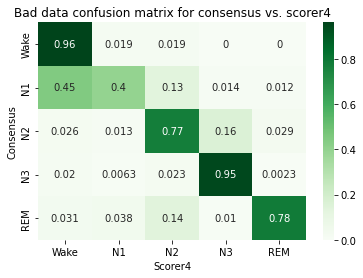 Bad data confusion matrix for consensus vs. scorer4
Consensus
Wake 0.96 0.019 0.019 0 0
N1 0.45 0.4 0.13 0.014 0.012
N2 0.026 0.013 0.77 0.16 0.029
N3 0.02 0.0063 0.023 0.95 0.0023
REM 0.031 0.038 0.14 0.01 0.78
Wake N1 N2 N3 REM
Scorer4
0.8
0.6
0.4
0.2
0.0